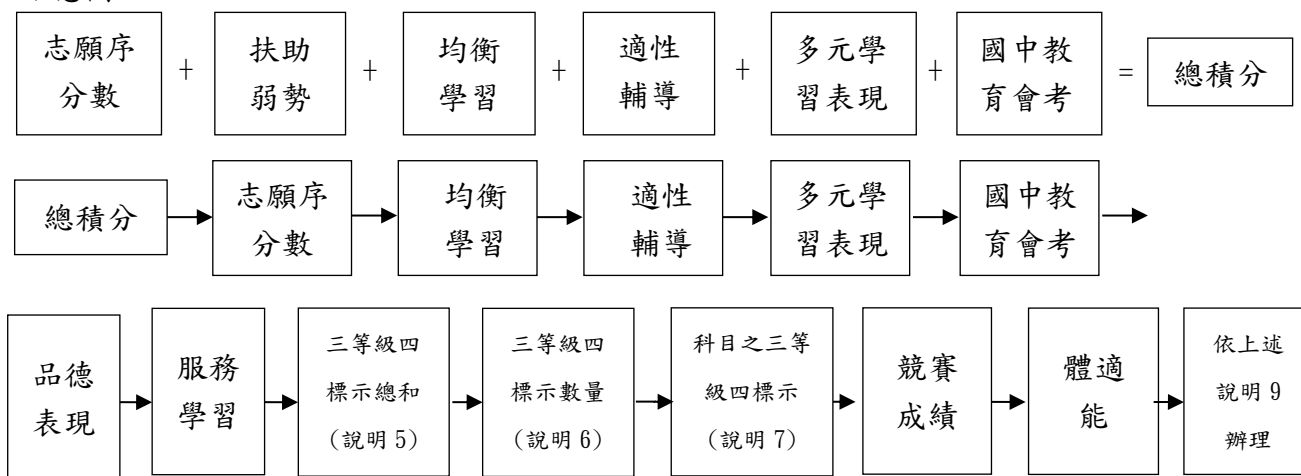 志願序 扶助 均衡 適性 多元學 國中教
分數 + 弱勢 + 學習 + 輔導 + 習表現 + 育會考 = 總積分
志願序 均衡 適性 多元學 國中教
總積分 分數 學習 輔導 習表現 育會考
三等級四 三等級四 科目之三等 依上述
品德 服務 標示總和 標示數量 級四標示 競賽 體適 說明 9
表現 學習 (說明 5) (說明 6) (說明 7) 成績 能 辦理